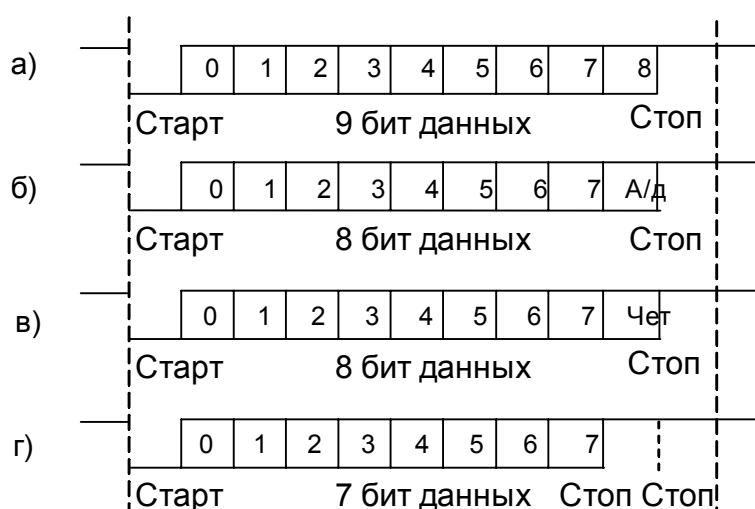 а) 0 1 2 3 4 5 6 7 8
Старт 9 бит данных Стоп
б) 0 1 2 3 4 5 6 7 А/д
Старт 8 бит данных Стоп
в) 0 1 2 3 4 5 6 7 Чет
Старт 8 бит данных Стоп
г) 0 1 2 3 4 5 6 7
Старт 7 бит данных Стоп Стоп